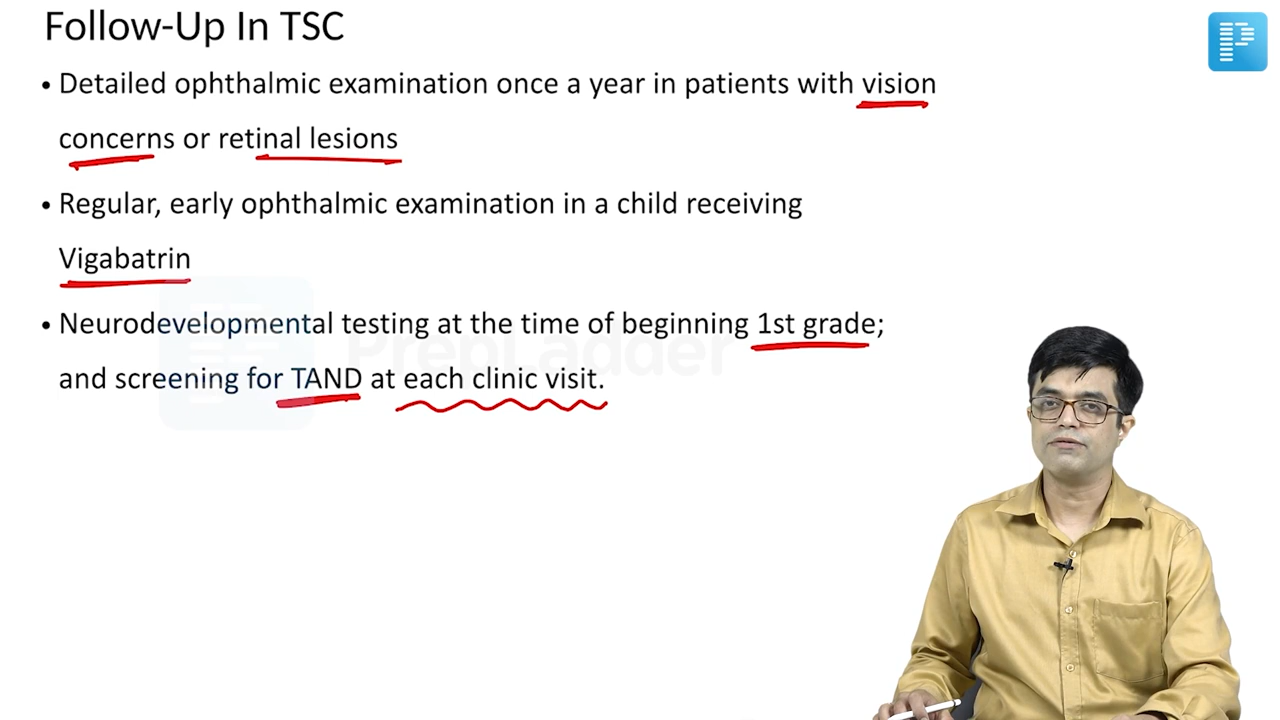 Follow-Up In TSC
• Detailed ophthalmic examination once a year in patients with vision
concerns or retinal lesions
• Regular, early ophthalmic examination in a child receiving
Vigabatrin
• Neurodevelopmental testing at the time of beginning 1st grade;
and screening for TAND at each clinic visit.
PrepLadder